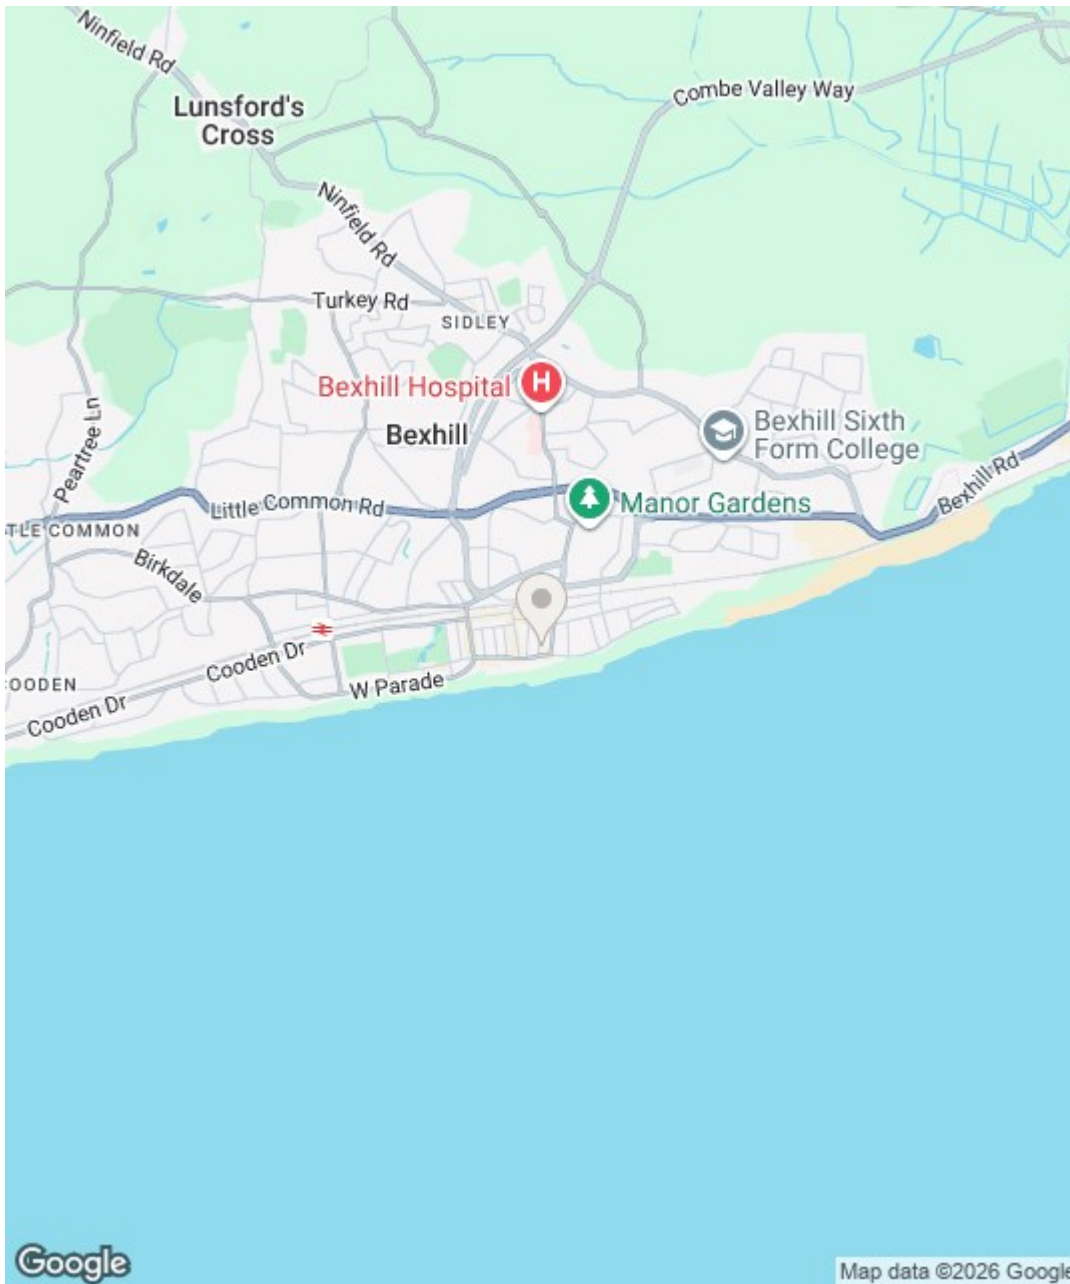 Ninfield Rd
Combe Valley Way
Lunsford's
Cross
Ninfield Rd
Turkey Rd
SIDLEY
Bexhill Hospital
H
Bexhill
Bexhill Sixth
Form College
Peartree Ln
Little Common Rd
Manor Gardens
Bexhill Rd
TLE COMMON
Birkdale
Cooden Dr
OODEN
W Parade
Cooden Dr
Google
Map data ©2026 Google